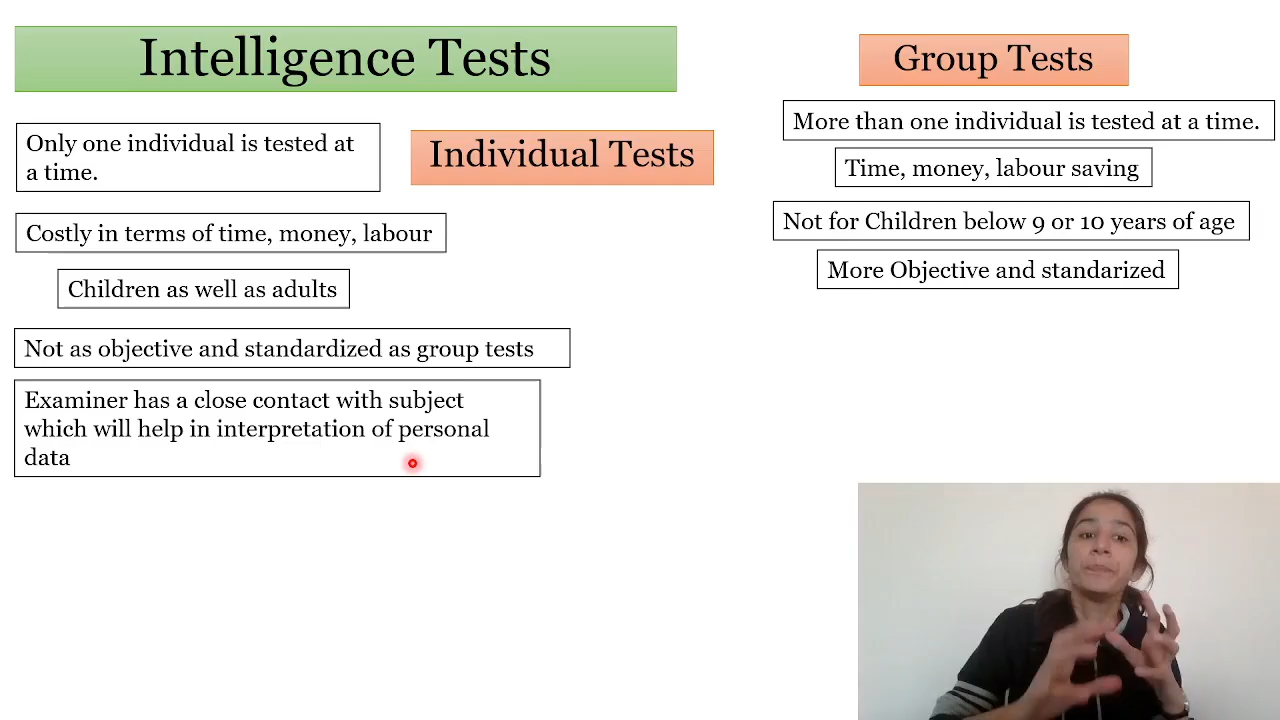 Intelligence Tests
Individual Tests
Only one individual is tested at
a time.
Costly in terms of time, money, labour
Children as well as adults
Not as objective and standardized as group tests
Examiner has a close contact with subject
which will help in interpretation of personal
data
Group Tests
More than one individual is tested at a time.
Time, money, labour saving
Not for Children below 9 or 10 years of age
More Objective and standarized